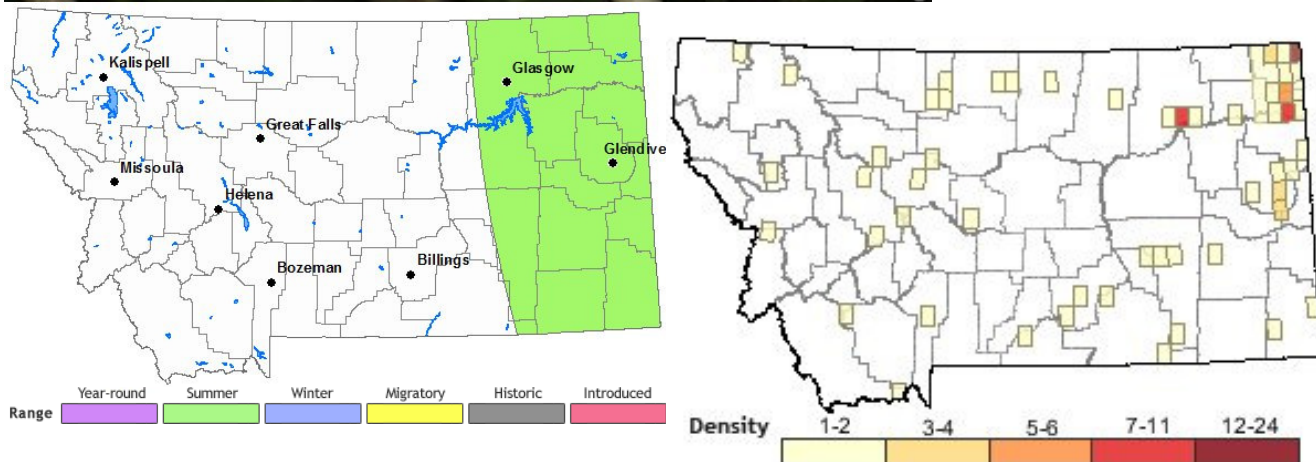 Kalispell
Glasgow
Great Falls
Glendive
Missoula
Helena
Bozeman
Billings
Year-round Summer Winter Migratory Historic Introduced
Range
Density 1-2 3-4 5-6 7-11 12-24